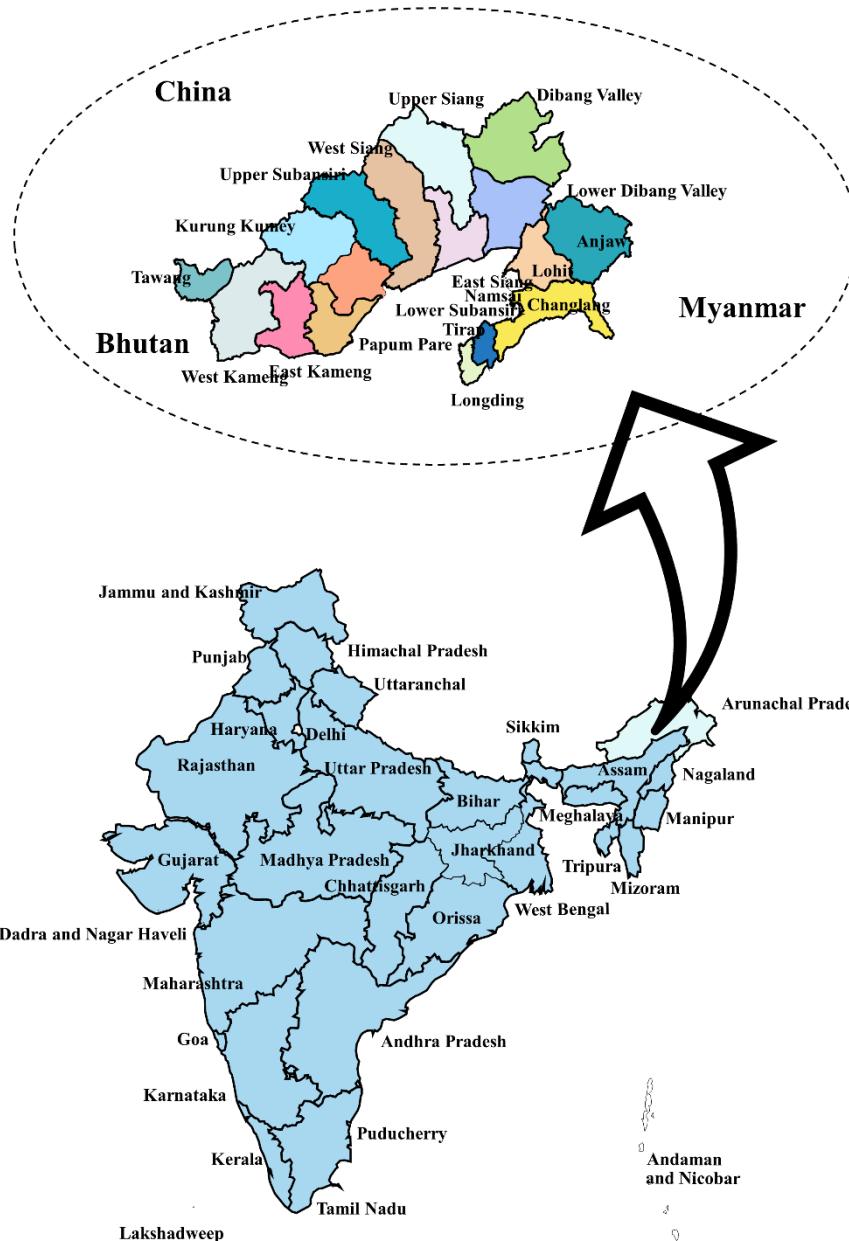 China
Upper Siang
Dibang Valley
West Siang
Upper Subansiri
Lower Dibang Valley
Kurung Kumey
Anjaw
Tawang
East Siang
Lohit
Namsai
Lower Subansiri
Changlang
Myanmar
Tirap
Bhutan
Papum Pare
West Kameng
East Kameng
Longding
Jammu and Kashmir
Himachal Pradesh
Punjab
Uttaranchal
Arunachal Prade
Haryana
Delhi
Sikkim
Rajasthan
Uttar Pradesh
Assam
Nagaland
Bihar
Meghalaya
Manipur
Gujarat
Madhya Pradesh
Jharkhand
Tripura
Chhattisgarh
Mizoram
West Bengal
Orissa
Dadra and Nagar Haveli
Maharashtra
Goa
Andhra Pradesh
Karnataka
Puducherry
Kerala
Andaman
and Nicobar
Tamil Nadu
Lakshadweep